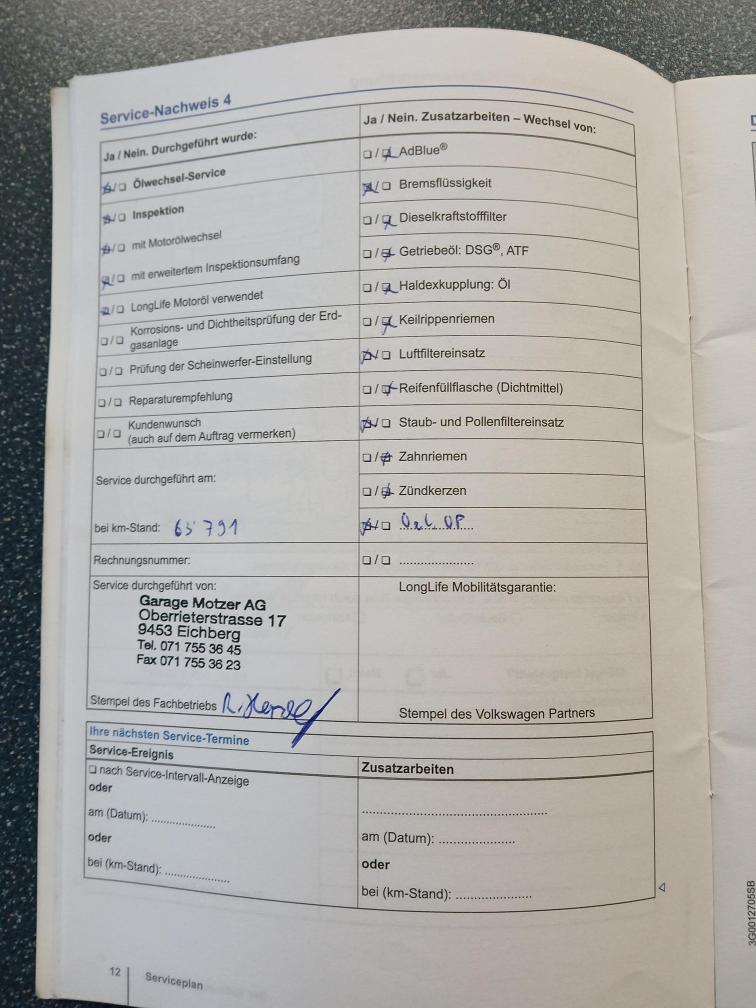 Service-Nachweis 4
Ja / Nein. Durchgeführt wurde:
Ölwechsel-Service
Inspektion
mit Motorölwechsel
mit erweitertem Inspektionsumfang
LongLife Motoröl verwendet
Korrosions- und Dichtheitsprüfung der Erd-
gasanlage
Prüfung der Scheinwerfer-Einstellung
Reparaturempfehlung
Kundenwunsch
(auch auf dem Auftrag vermerken)
Service durchgeführt am:
bei km-Stand: 65'791
Rechnungsnummer:
Service durchgeführt von:
Garage Motzer AG
Oberrieterstrasse 17
9453 Eichberg
Tel. 071 755 36 45
Fax 071 755 36 23
Stempel des Fachbetriebs
Ja / Nein. Zusatzarbeiten – Wechsel von:
AdBlue®
Bremsflüssigkeit
Dieselkraftstofffilter
Getriebeöl: DSG®, ATF
Haldexkupplung: Öl
Keilrippenriemen
Luftfiltereinsatz
Reifenfüllflasche (Dichtmittel)
Staub- und Pollenfiltereinsatz
Zahnriemen
Zündkerzen
LongLife Mobilitätsgarantie:
Stempel des Volkswagen Partners
Ihre nächsten Service-Termine
Service-Ereignis
nach Service-Intervall-Anzeige
oder
am (Datum): ....................
oder
bei (km-Stand): ....................
Zusatzarbeiten
am (Datum): ....................
oder
bei (km-Stand): ....................
12 Serviceplan
3G0012705SB